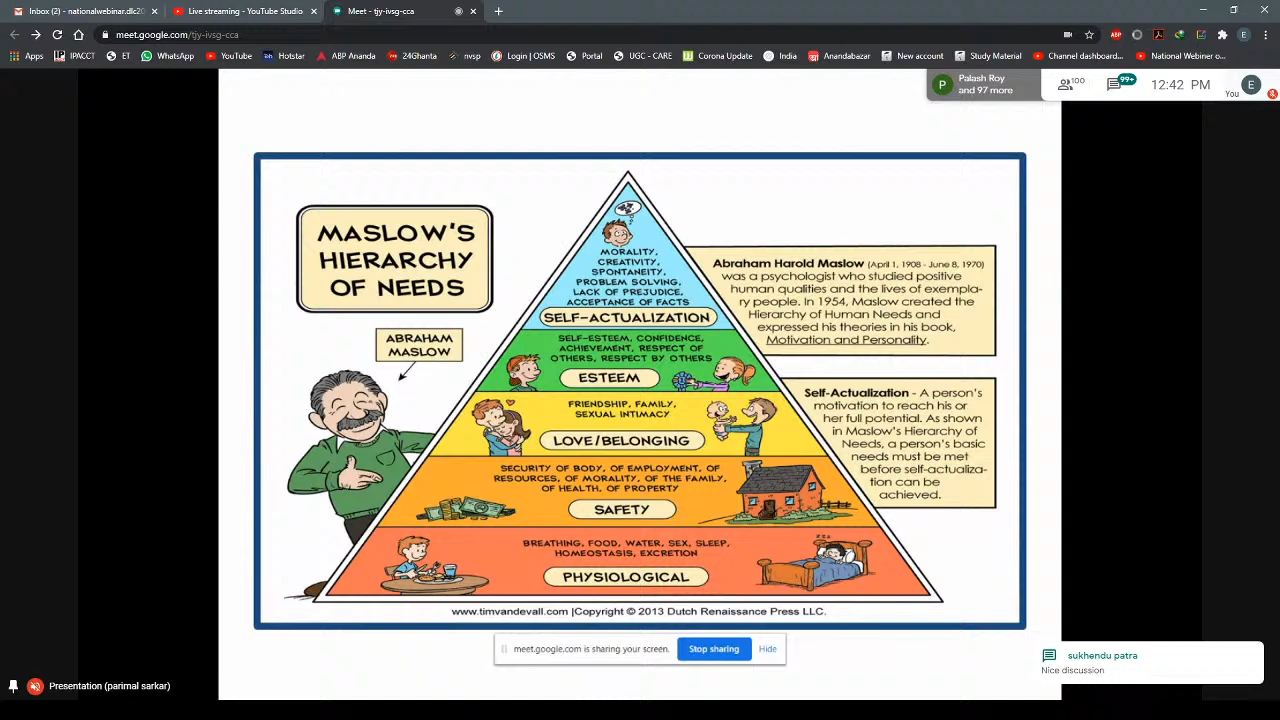 Inbox (2) - nationalwebinar.dlc20
Live streaming - YouTube Studio
Meet - tjy-ivsg-cca
meet.google.com/tjy-ivsg-cca
Apps
IPACCT
ET
WhatsApp
YouTube
Hotstar
ABP Ananda
24Ghanta
nvsp
Login | OSMS
Portal
UGC - CARE
Corona Update
India
Anandabazar
New account
Study Material
Channel dashboard...
National Webinar o...
P
Palash Roy
and 97 more
100
99+
12:42 PM
You
E
MASLOW'S
HIERARCHY
OF NEEDS
ABRAHAM
MASLOW
MORALITY,
CREATIVITY,
SPONTANEITY,
PROBLEM SOLVING,
LACK OF PREJUDICE,
ACCEPTANCE OF FACTS
SELF-ACTUALIZATION
SELF-ESTEEM, CONFIDENCE,
ACHIEVEMENT, RESPECT OF
OTHERS, RESPECT BY OTHERS
ESTEEM
FRIENDSHIP, FAMILY,
SEXUAL INTIMACY
LOVE/BELONGING
SECURITY OF BODY, OF EMPLOYMENT, OF
RESOURCES, OF MORALITY, OF THE FAMILY,
OF HEALTH, OF PROPERTY
SAFETY
BREATHING, FOOD, WATER, SEX, SLEEP,
HOMEOSTASIS, EXCRETION
PHYSIOLOGICAL
zzz
Abraham Harold Maslow (April 1, 1908 - June 8, 1970)
was a psychologist who studied positive
human qualities and the lives of exempla-
ry people. In 1954, Maslow created the
Hierarchy of Human Needs and
expressed his theories in his book,
Motivation and Personality.
Self-Actualization - A person's
motivation to reach his or
her full potential. As shown
in Maslow's Hierarchy of
Needs, a person's basic
needs must be met
before self-actualiza-
tion can be
achieved.
www.timvandevall.com |Copyright © 2013 Dutch Renaissance Press LLC.
meet.google.com is sharing your screen.
Stop sharing
Hide
sukhendu patra
Nice discussion
Presentation (parimal sarkar)